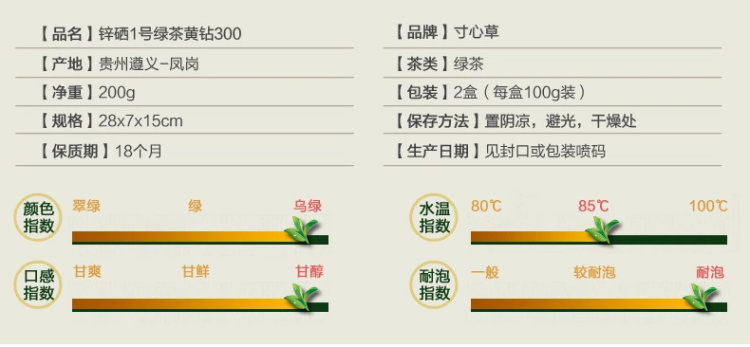 【品名】锌硒1号绿茶黄钻300
【品牌】寸心草
【产地】贵州遵义-凤岗
【茶类】绿茶
【净重】200g
【包装】2盒（每盒100g装）
【规格】28x7x15cm
【保存方法】置阴凉，避光，干燥处
【保质期】18个月
【生产日期】见封口或包装喷码
颜色指数 翠绿 绿 乌绿
水温指数 80℃ 85℃ 100℃
口感指数 甘爽 甘鲜 甘醇
耐泡指数 一般 较耐泡 耐泡